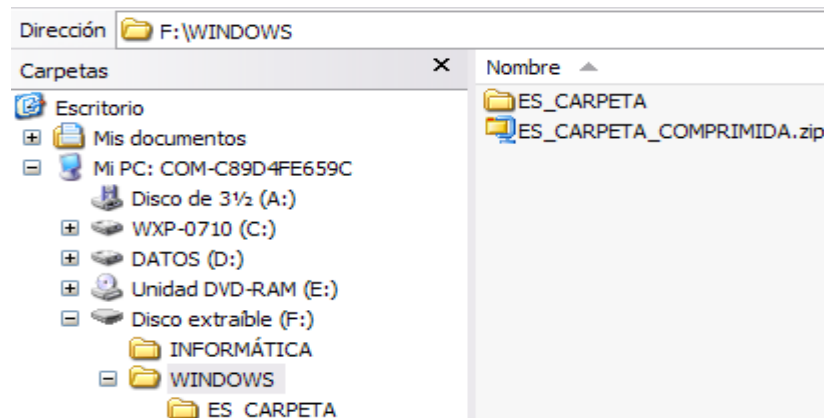 Dirección F:\WINDOWS
Carpetas
Nombre
Escritorio
Mis documentos
Mi PC: COM-C89D4FE659C
Disco de 3½ (A:)
WXP-0710 (C:)
DATOS (D:)
Unidad DVD-RAM (E:)
Disco extraíble (F:)
INFORMÁTICA
WINDOWS
ES_CARPETA
ES_CARPETA
ES_CARPETA_COMPRIMIDA.zip